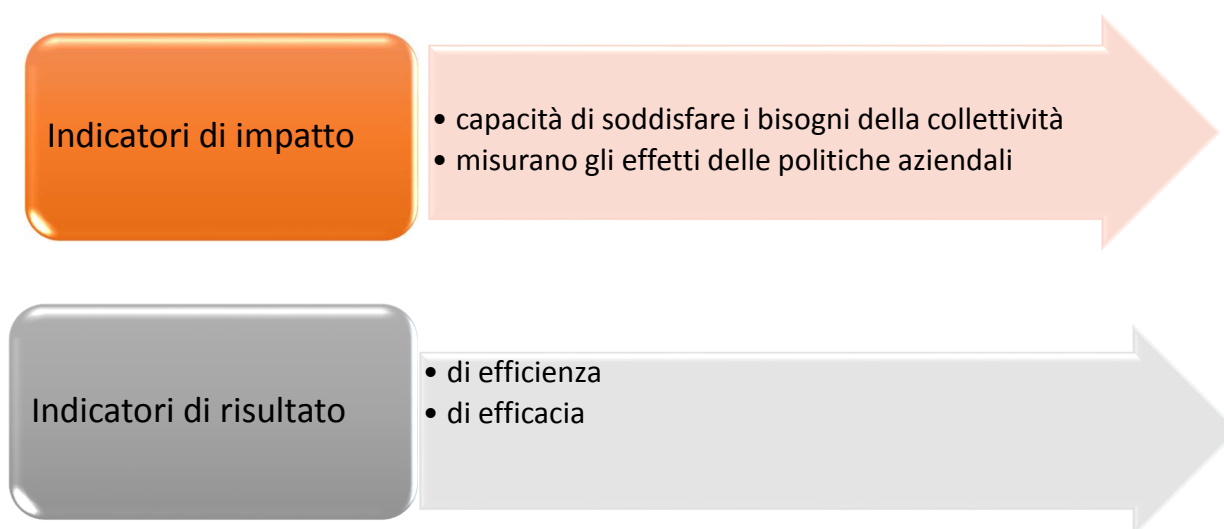 Indicatori di impatto
• capacità di soddisfare i bisogni della collettività
• misurano gli effetti delle politiche aziendali
Indicatori di risultato
• di efficienza
• di efficacia